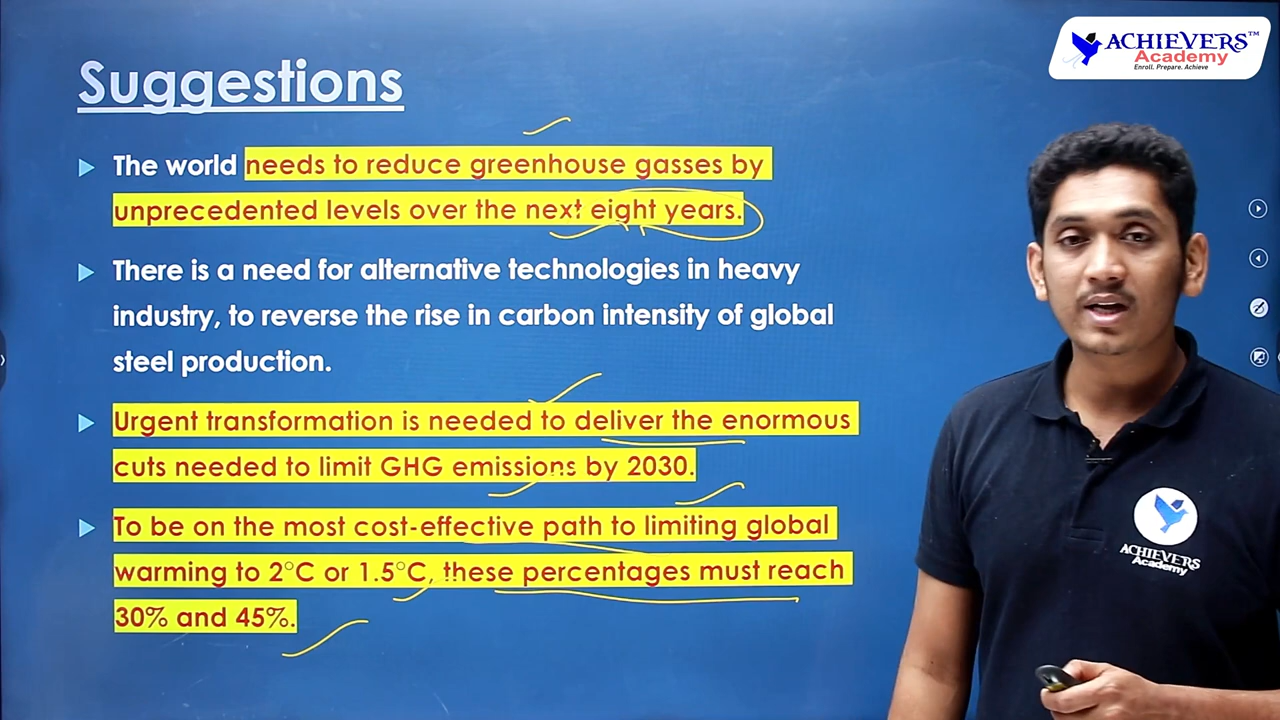 ACHIEVERS™
Academy
Enroll. Prepare. Achieve
Suggestions
The world needs to reduce greenhouse gasses by
unprecedented levels over the next eight years.
There is a need for alternative technologies in heavy
industry, to reverse the rise in carbon intensity of global
steel production.
Urgent transformation is needed to deliver the enormous
cuts needed to limit GHG emissions by 2030.
To be on the most cost-effective path to limiting global
warming to 2°C or 1.5°C, these percentages must reach
30% and 45%.
ACHIEVERS
Academy